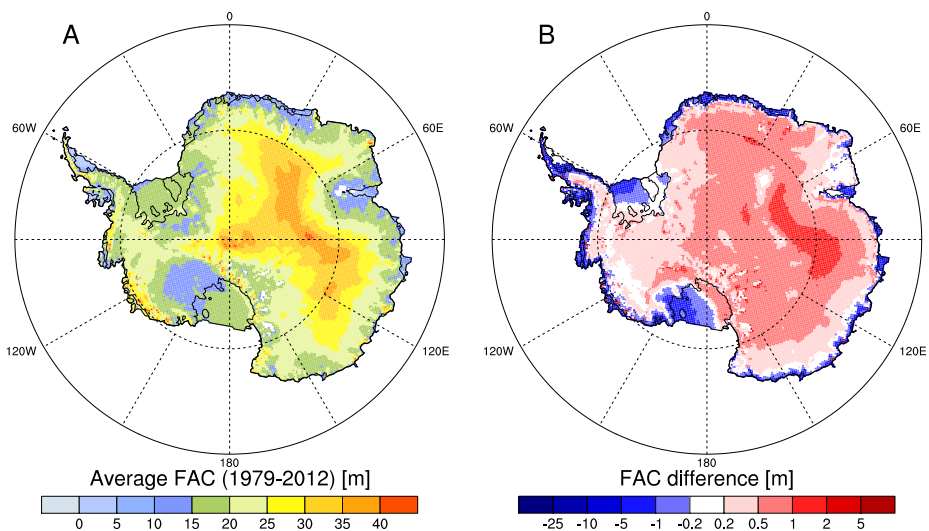 A
0
60W
60E
120W
120E
180
Average FAC (1979-2012) [m]
0 5 10 15 20 25 30 35 40
B
0
60W
60E
120W
120E
180
FAC difference [m]
-25 -10 -5 -1 -0.2 0.2 0.5 1 2 5